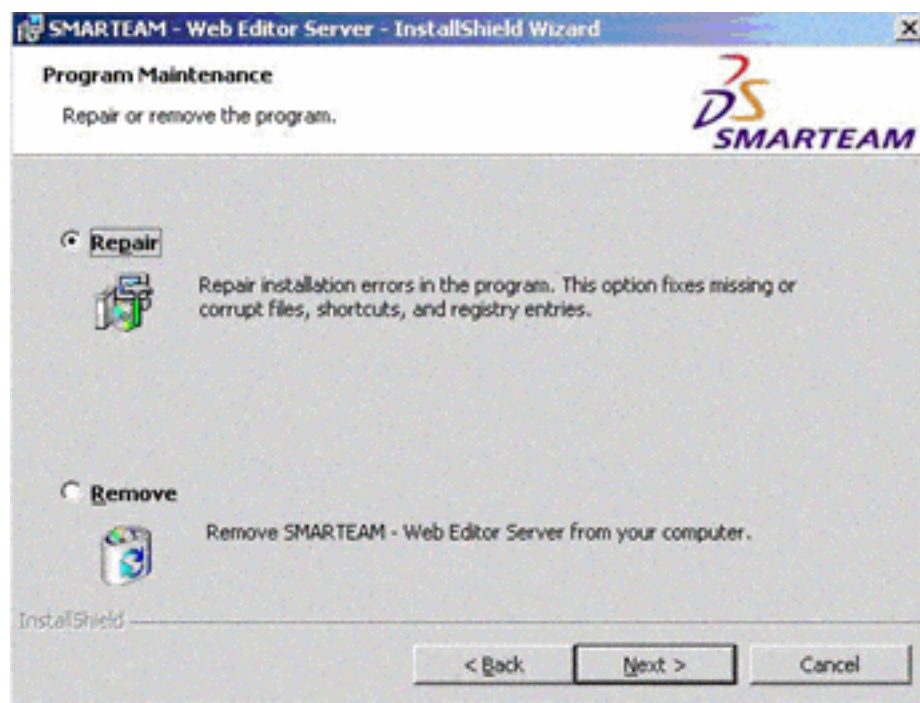 SMARTEAM - Web Editor Server - InstallShield Wizard
Program Maintenance
Repair or remove the program.
DS
SMARTEAM
Repair
Repair installation errors in the program. This option fixes missing or
corrupt files, shortcuts, and registry entries.
Remove
Remove SMARTEAM - Web Editor Server from your computer.
InstallShield
< Back
Next >
Cancel